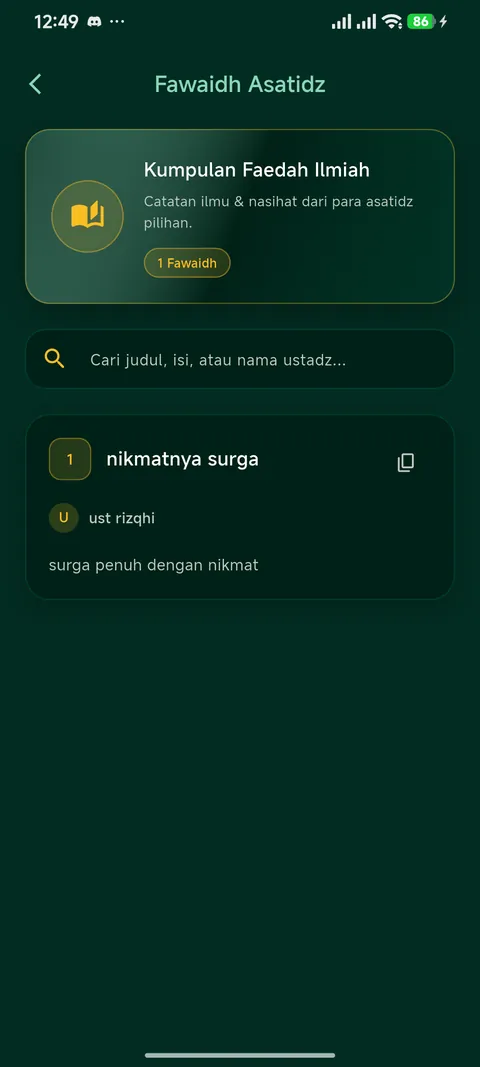 12:49
86
Fawaidh Asatidz
Kumpulan Faedah Ilmiah
Catatan ilmu & nasihat dari para asatidz
pilihan.
1 Fawaidh
Cari judul, isi, atau nama ustadz...
1 nikmatnya surga
U ust rizqhi
surga penuh dengan nikmat